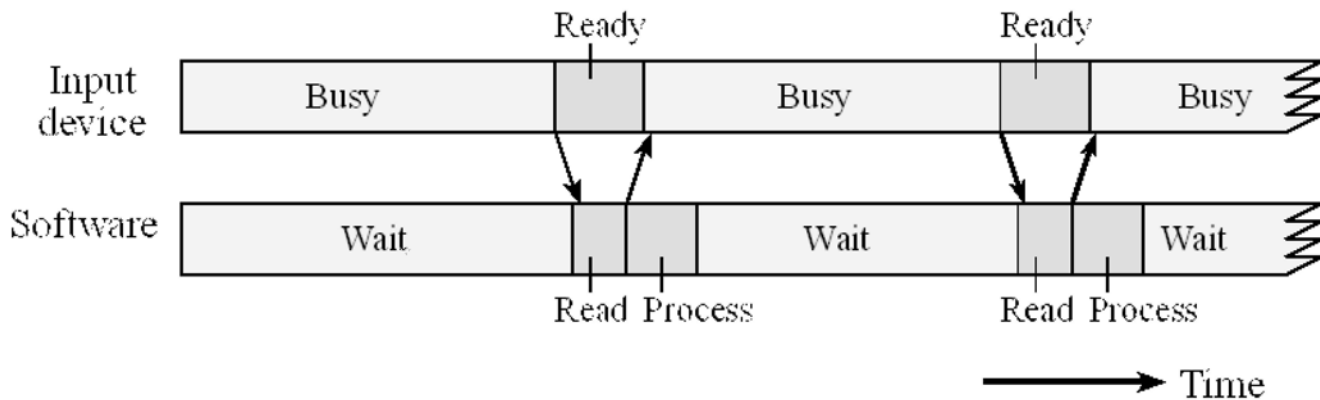 Ready Ready
Input
device
Busy Busy Busy
Software
Wait Wait Wait
Read Process Read Process
Time